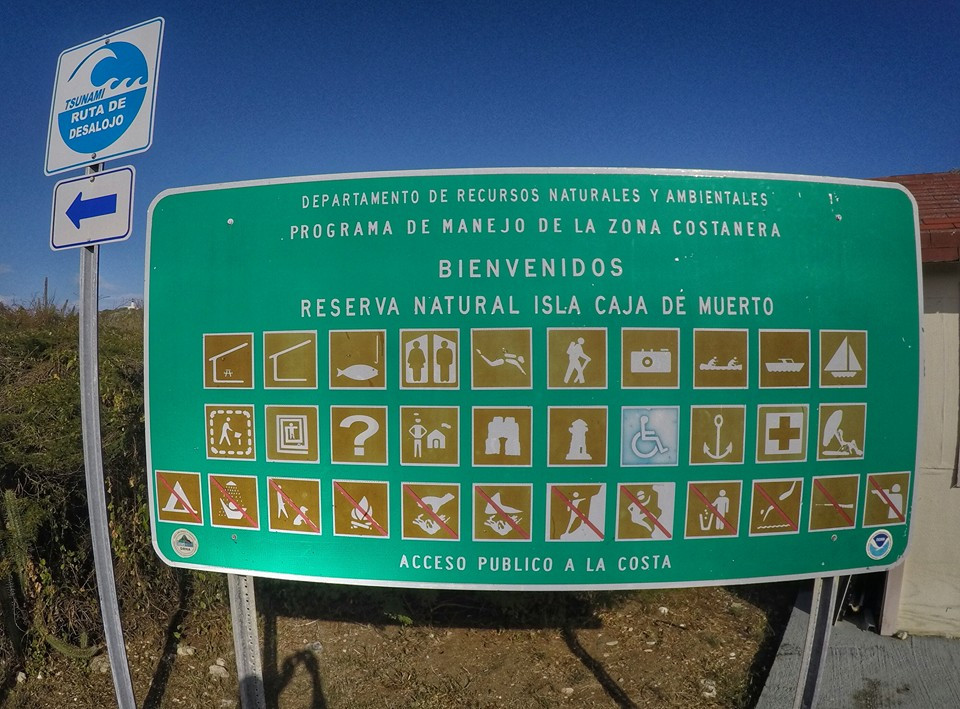 TSUNAMI
RUTA DE
DESALOJO
DEPARTAMENTO DE RECURSOS NATURALES Y AMBIENTALES
PROGRAMA DE MANEJO DE LA ZONA COSTANERA
BIENVENIDOS
RESERVA NATURAL ISLA CAJA DE MUERTO
?
ACCESO PUBLICO A LA COSTA